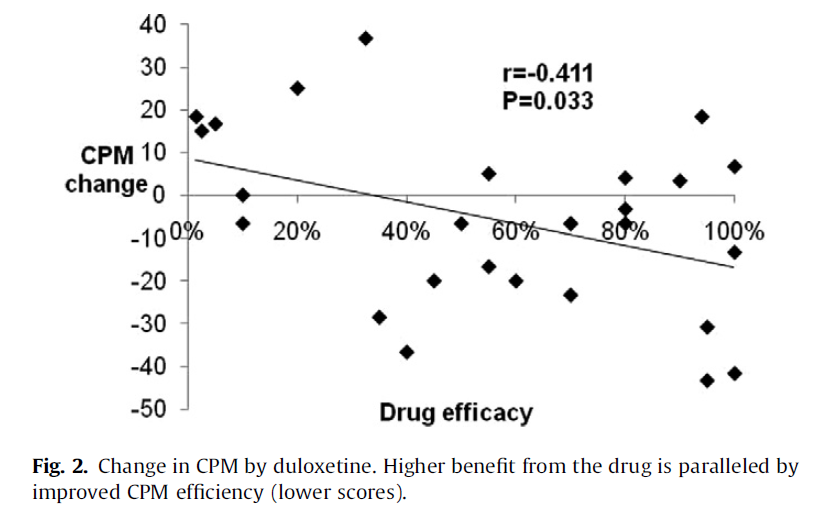 40
30
r=-0.411
20
P=0.033
CPM 10
change 0
-10 0% 20% 40% 60% 80% 100%
-20
-30
-40
-50
Drug efficacy
Fig. 2. Change in CPM by duloxetine. Higher benefit from the drug is paralleled by
improved CPM efficiency (lower scores).